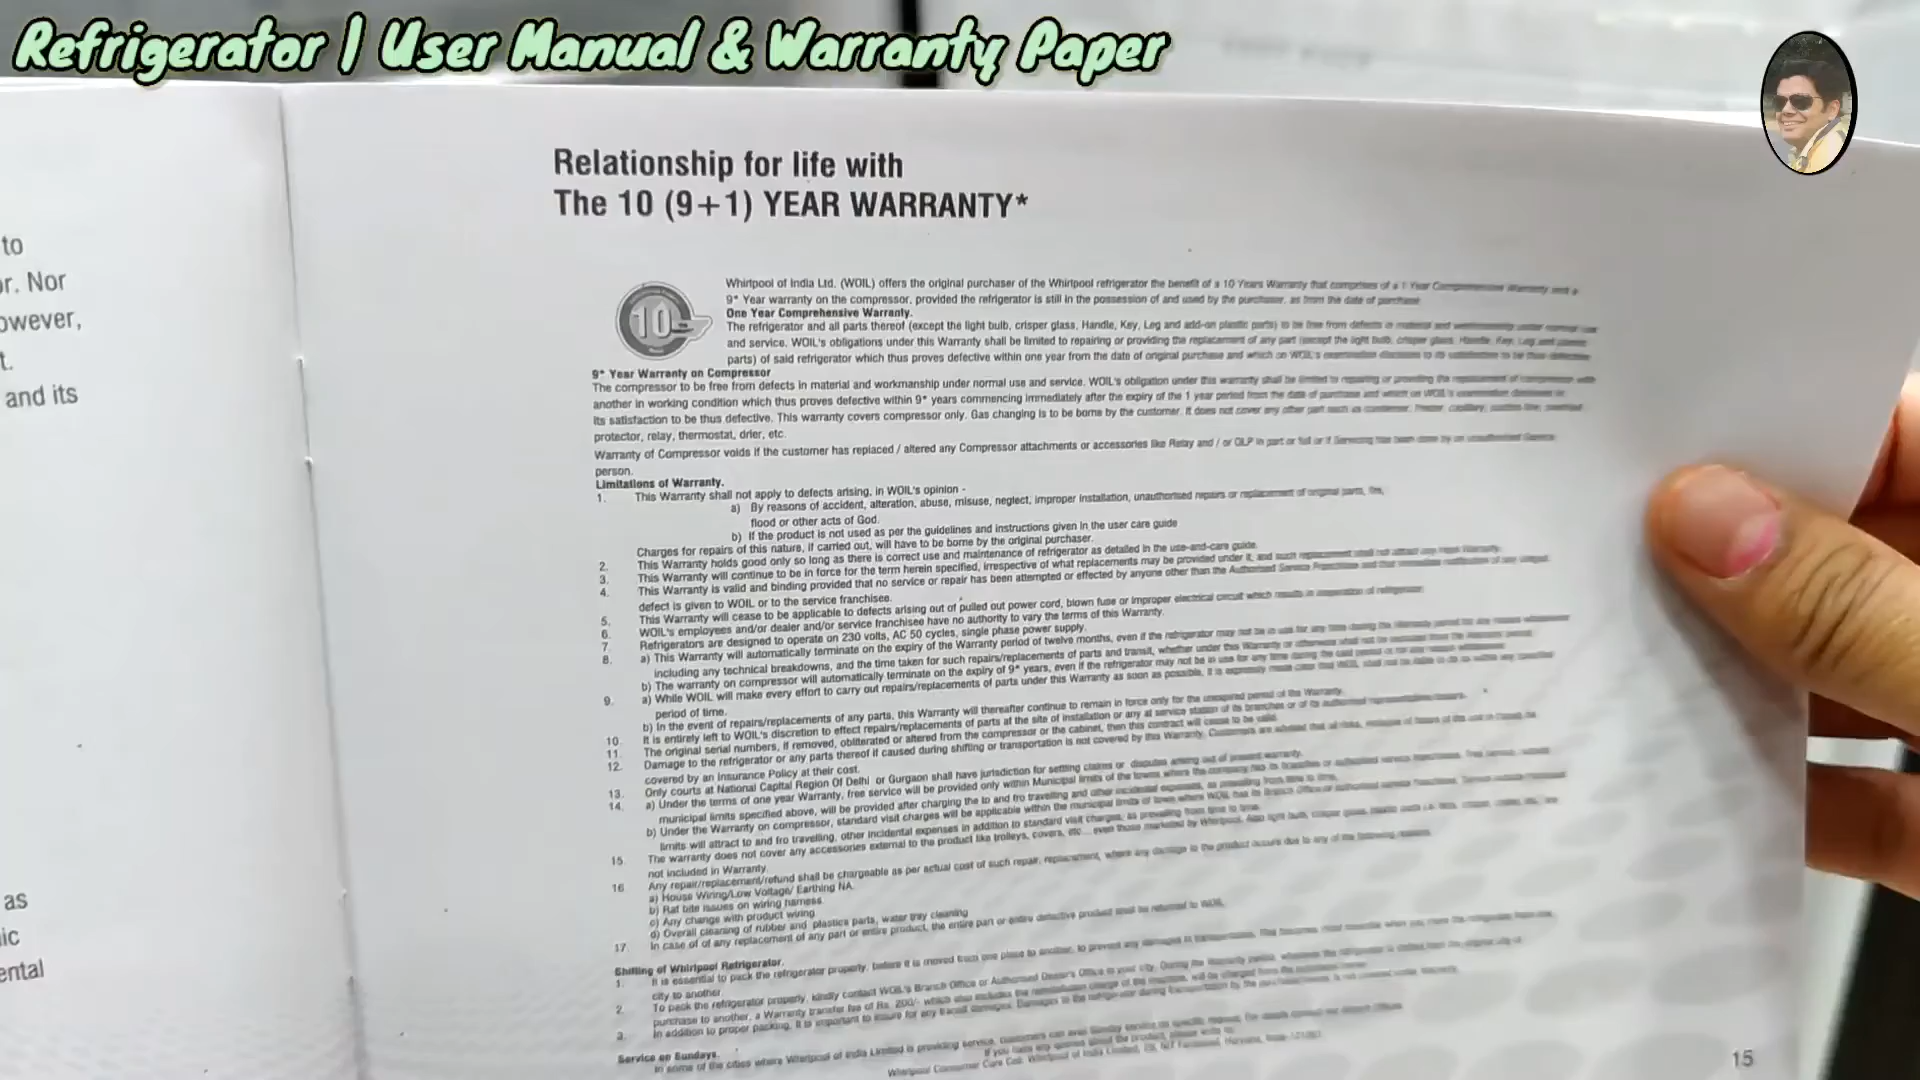 Refrigerator | User Manual & Warranty Paper
to
or. Nor
owever,
t.
and its
as
ic
ental
Relationship for life with
The 10 (9+1) YEAR WARRANTY*
10
Whirlpool of India Ltd. (WOIL) offers the original purchaser of the Whirlpool refrigerator the benefit of a 10 Years Warranty that comprises of a 1 Year Comprehensive Warranty and a
9* Year warranty on the compressor, provided the refrigerator is still in the possession of and used by the purchaser, as from the date of purchase
One Year Comprehensive Warranty.
The refrigerator and all parts thereof (except the light bulb, crisper glass, Handle, Key, Leg and add-on plastic parts) to be free from defects in material and workmanship under normal use
and service. WOIL's obligations under this Warranty shall be limited to repairing or providing the replacement of any part (except the light bulb, crisper glass, Handle, Key, Leg and
parts) of said refrigerator which thus proves defective within one year from the date of original purchase and which on WOIL's examination discloses to its satisfaction to be thus defective
9* Year Warranty on Compressor
The compressor to be free from defects in material and workmanship under normal use and service. WOIL's obligation under this warranty shall be limited to repairing or providing the replacement of compressor with
another in working condition which thus proves defective within 9* years commencing immediately after the expiry of the 1 year period from the date of purchase and which on WOIL's examination discloses to
its satisfaction to be thus defective. This warranty covers compressor only. Gas changing is to be borne by the customer. It does not cover any other part such as condenser, freezer, capillary,
protector, relay, thermostat, drier, etc.
Warranty of Compressor voids if the customer has replaced / altered any Compressor attachments or accessories like Relay and / or OLP in part or full or if Servicing has been done by an unauthorised Service
person.
Limitations of Warranty.
1. This Warranty shall not apply to defects arising, in WOIL's opinion -
a) By reasons of accident, alteration, abuse, misuse, neglect, improper installation, unauthorised repairs or replacement of original parts, fire,
flood or other acts of God.
b) If the product is not used as per the guidelines and instructions given in the user care guide
Charges for repairs of this nature, if carried out, will have to be borne by the original purchaser.
2. This Warranty holds good only so long as there is correct use and maintenance of refrigerator as detailed in the use-and-care guide.
3. This Warranty will continue to be in force for the term herein specified, irrespective of what replacements may be provided under it, and such replacement shall not attract any fresh Warranty.
4. This Warranty is valid and binding provided that no service or repair has been attempted or effected by anyone other than the Authorised Service Franchisee and that immediate notification of any alleged
defect is given to WOIL or to the service franchisee.
5. This Warranty will cease to be applicable to defects arising out of pulled out power cord, blown fuse or improper electrical circuit which results in inoperation of refrigerator
6. WOIL's employees and/or dealer and/or service franchisee have no authority to vary the terms of this Warranty.
7. Refrigerators are designed to operate on 230 volts, AC 50 cycles, single phase power supply.
8. a) This Warranty will automatically terminate on the expiry of the Warranty period of twelve months, even if the refrigerator may not be in use for any time during the Warranty period for any reason whatsoever
including any technical breakdowns, and the time taken for such repairs/replacements of parts and transit, whether under this Warranty or otherwise shall not be excluded from the Warranty period.
b) The warranty on compressor will automatically terminate on the expiry of 9* years, even if the refrigerator may not be in use for any time during the said period or for any reason whatsoever.
9. a) While WOIL will make every effort to carry out repairs/replacements of parts under this Warranty as soon as possible, it is expressly made clear that WOIL shall not be liable to do so within any specified
period of time.
b) In the event of repairs/replacements of any parts, this Warranty will thereafter continue to remain in force only for the unexpired period of the Warranty.
10. It is entirely left to WOIL's discretion to effect repairs/replacements of parts at the site of installation or any at service station of its branches or of its authorised representatives
11. The original serial numbers, if removed, obliterated or altered from the compressor or the cabinet, then this contract will cease to be valid.
12. Damage to the refrigerator or any parts thereof if caused during shifting or transportation is not covered by this Warranty. Customers are advised that all risks,
covered by an Insurance Policy at their cost.
13. Only courts at National Capital Region Of Delhi or Gurgaon shall have jurisdiction for settling claims or disputes arising out of present warranty.
14. a) Under the terms of one year Warranty, free service will be provided only within Municipal limits of the towns where the company has its branches or authorised service franchisees. Free service, outside
municipal limits specified above, will be provided after charging the to and fro travelling and other incidental expenses, as prevailing from time to time.
b) Under the Warranty on compressor, standard visit charges will be applicable within the municipal limits of town where WOIL has its Branch Office or authorised service franchisee.
limits will attract to and fro travelling, other incidental expenses in addition to standard visit charges, as prevailing from time to time
15. The warranty does not cover any accessories external to the product like trolleys, covers, etc... even those marketed by Whirlpool. Also light bulb, crisper glass
not included in Warranty.
16 Any repair/replacement/refund shall be chargeable as per actual cost of such repair, replacement, where any damage to the product occurs due to any of the following reasons
a) House Wiring/Low Voltage/ Earthing NA.
b) Rat bite issues on wiring harness.
c) Any change with product wiring
d) Overall cleaning of rubber and plastics parts, water tray cleaning
17. In case of of any replacement of any part or entire product, the entire part or entire defective product shall be returned to WOIL
Shifting of Whirlpool Refrigerator.
1. It is essential to pack the refrigerator properly, before it is moved from one place to another, to prevent any damages in transportation.
city to another.
2. To pack the refrigerator properly, kindly contact WOIL's Branch Office or Authorised Dealer's Office in your city. During the Warranty period,
purchase to another, a Warranty transfer fee of Rs. 200/- which also includes the
3. In addition to proper packing, it is important to insure for any transit damages.
Service on Sundays.
In some of the cities where Whirlpool of India Limited is providing service, customers can avail Sunday service
If you have any queries about the product, please write to
Whirlpool Consumer Care Cell, Whirlpool of India Limited,
15